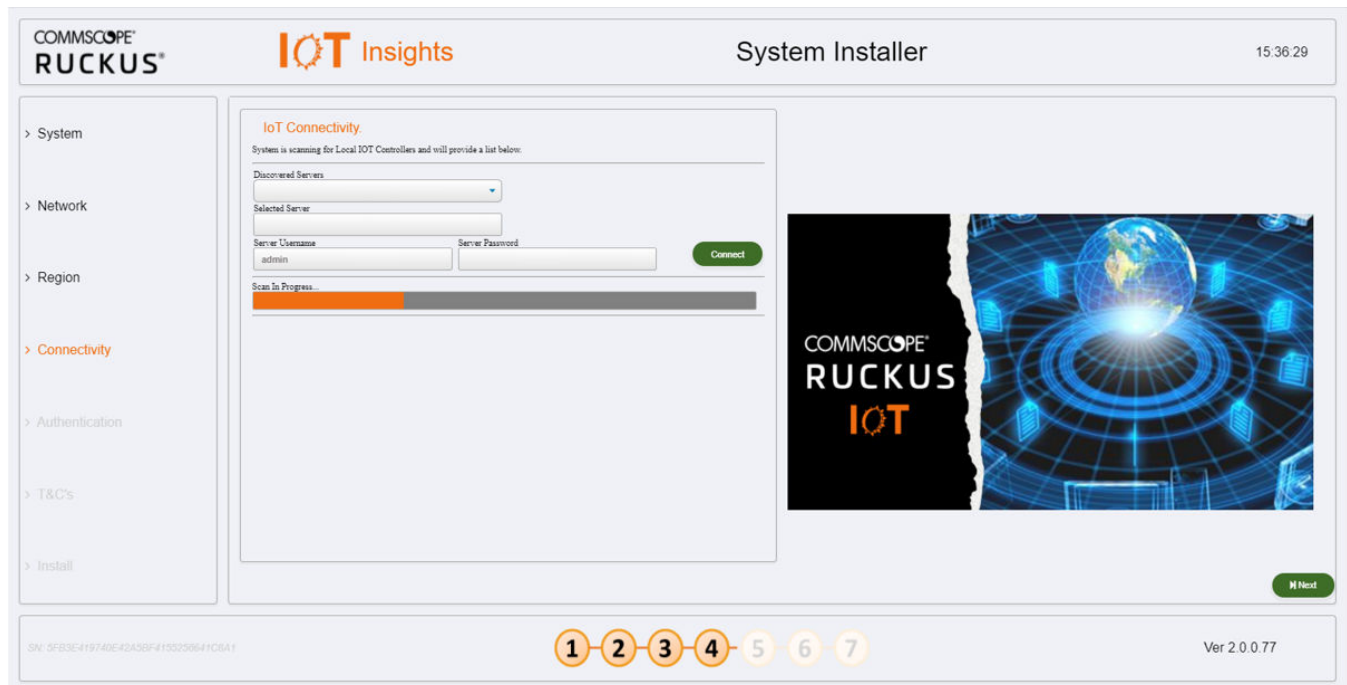 COMMSCOPE®
RUCKUS®
IOT Insights
System Installer
15:36:29
> System
> Network
> Region
> Connectivity
> Authentication
> T&C's
> Install
IoT Connectivity.
System is scanning for Local IOT Controllers and will provide a list below.
Discovered Servers
Selected Server
Server Username
Server Password
admin
Connect
Scan In Progress...
COMMSCOPE®
RUCKUS
IOT
Next
1 2 3 4 5 6 7
Ver 2.0.0.77